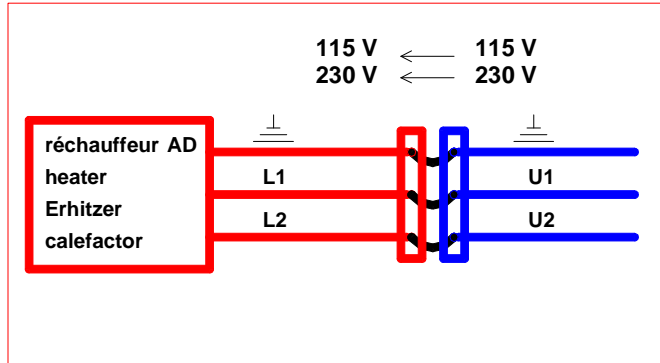 115 V 115 V
230 V 230 V
réchauffeur AD
heater L1 U1
Erhitzer
calefactor L2 U2